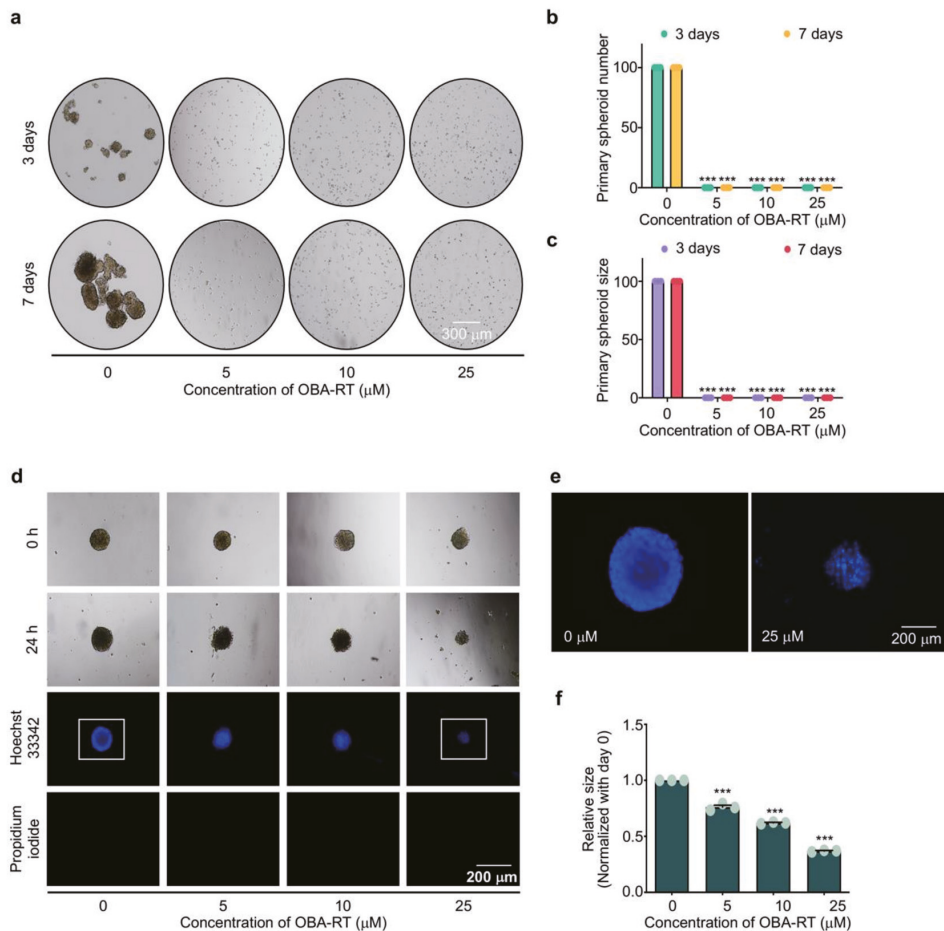 a
3 days
7 days
300 μm
0 5 10 25
Concentration of OBA-RT (μM)
b
3 days 7 days
Primary spheroid number
100
50
0
*** *** *** *** *** ***
0 5 10 25
Concentration of OBA-RT (μM)
c
3 days 7 days
Primary spheroid size
100
50
0
*** *** *** *** *** ***
0 5 10 25
Concentration of OBA-RT (μM)
d
0 h
24 h
Hoechst
33342
Propidium
iodide
200 μm
0 5 10 25
Concentration of OBA-RT (μM)
e
0 μM
25 μM
200 μm
f
Relative size
(Normalized with day 0)
1.5
1.0
0.5
0.0
***
***
***
0 5 10 25
Concentration of OBA-RT (μM)